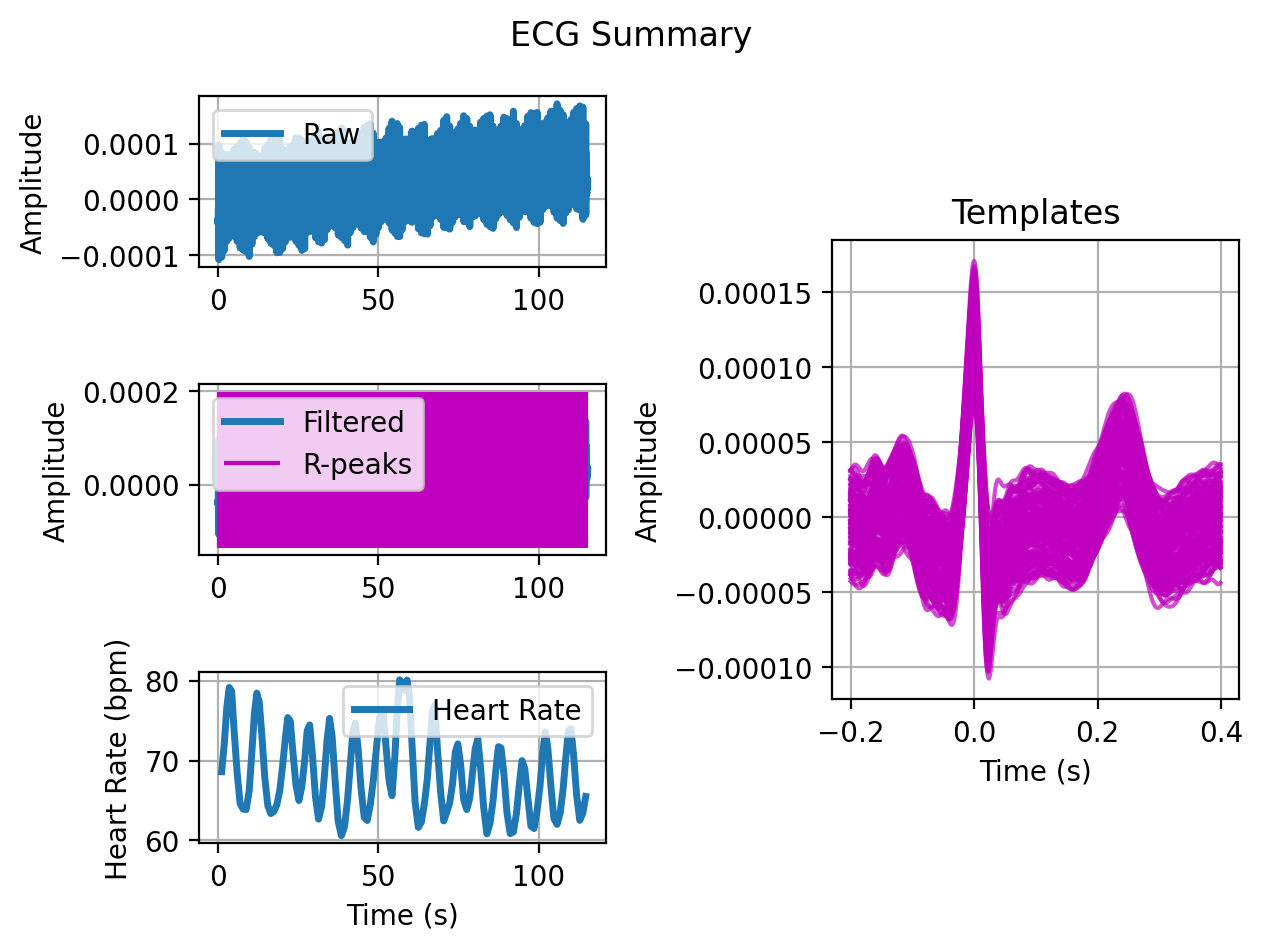 ECG Summary
Amplitude
0.0001
0.0000
−0.0001
Raw
0
50
100
Amplitude
0.0002
0.0000
Filtered
R-peaks
0
50
100
Heart Rate (bpm)
80
70
60
Heart Rate
0
50
100
Time (s)
Templates
Amplitude
0.00015
0.00010
0.00005
0.00000
−0.00005
−0.00010
−0.2
0.0
0.2
0.4
Time (s)